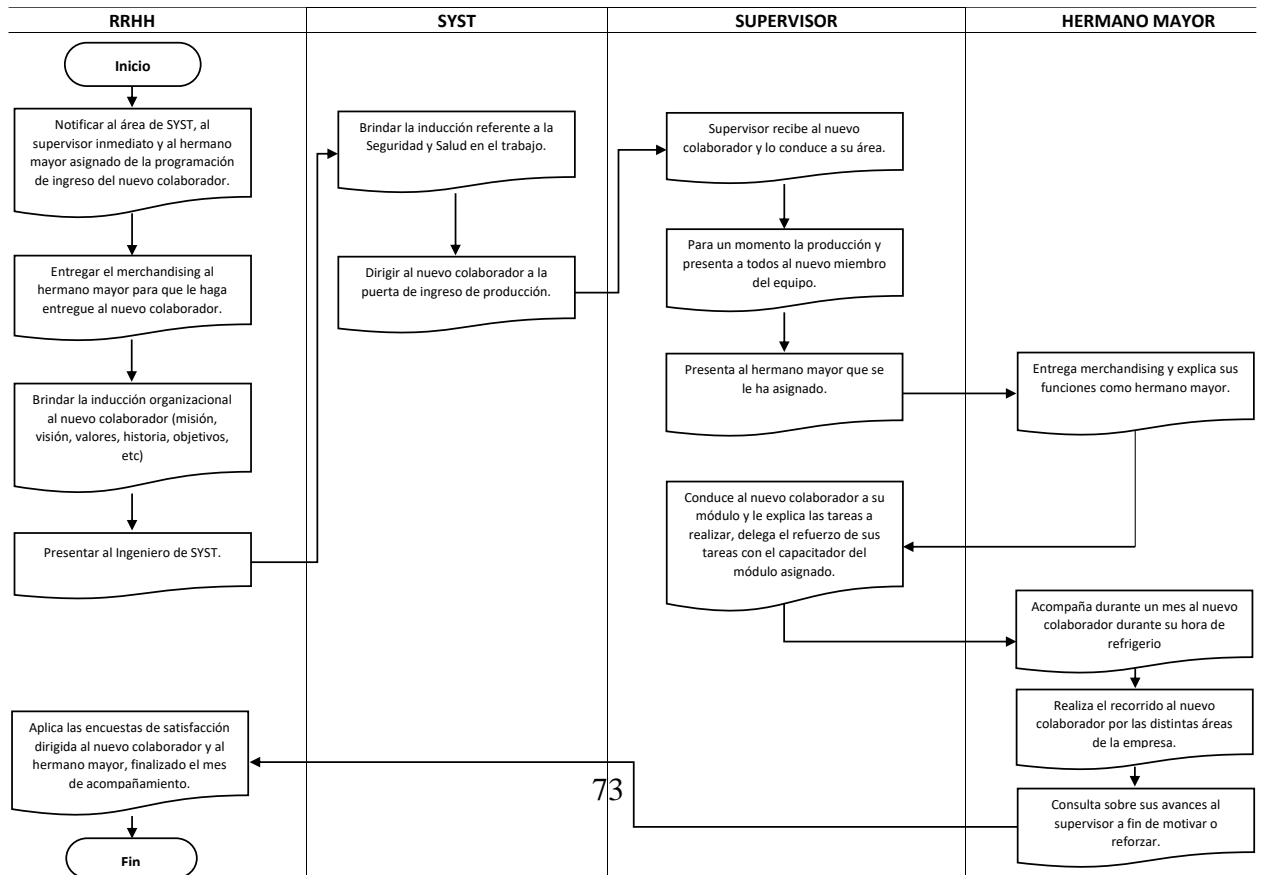 RRHH
SYST
SUPERVISOR
HERMANO MAYOR
Inicio
Notificar al área de SYST, al
supervisor inmediato y al hermano
mayor asignado de la programación
de ingreso del nuevo colaborador.
Entregar el merchandising al
hermano mayor para que le haga
entregue al nuevo colaborador.
Brindar la inducción organizacional
al nuevo colaborador (misión,
visión, valores, historia, objetivos,
etc)
Presentar al Ingeniero de SYST.
Brindar la inducción referente a la
Seguridad y Salud en el trabajo.
Dirigir al nuevo colaborador a la
puerta de ingreso de producción.
Supervisor recibe al nuevo
colaborador y lo conduce a su área.
Para un momento la producción y
presenta a todos al nuevo miembro
del equipo.
Presenta al hermano mayor que se
le ha asignado.
Entrega merchandising y explica sus
funciones como hermano mayor.
Conduce al nuevo colaborador a su
módulo y le explica las tareas a
realizar, delega el refuerzo de sus
tareas con el capacitador del
módulo asignado.
Acompaña durante un mes al nuevo
colaborador durante su hora de
refrigerio
Realiza el recorrido al nuevo
colaborador por las distintas áreas
de la empresa.
Consulta sobre sus avances al
supervisor a fin de motivar o
reforzar.
Aplica las encuestas de satisfacción
dirigida al nuevo colaborador y al
hermano mayor, finalizado el mes
de acompañamiento.
Fin
73